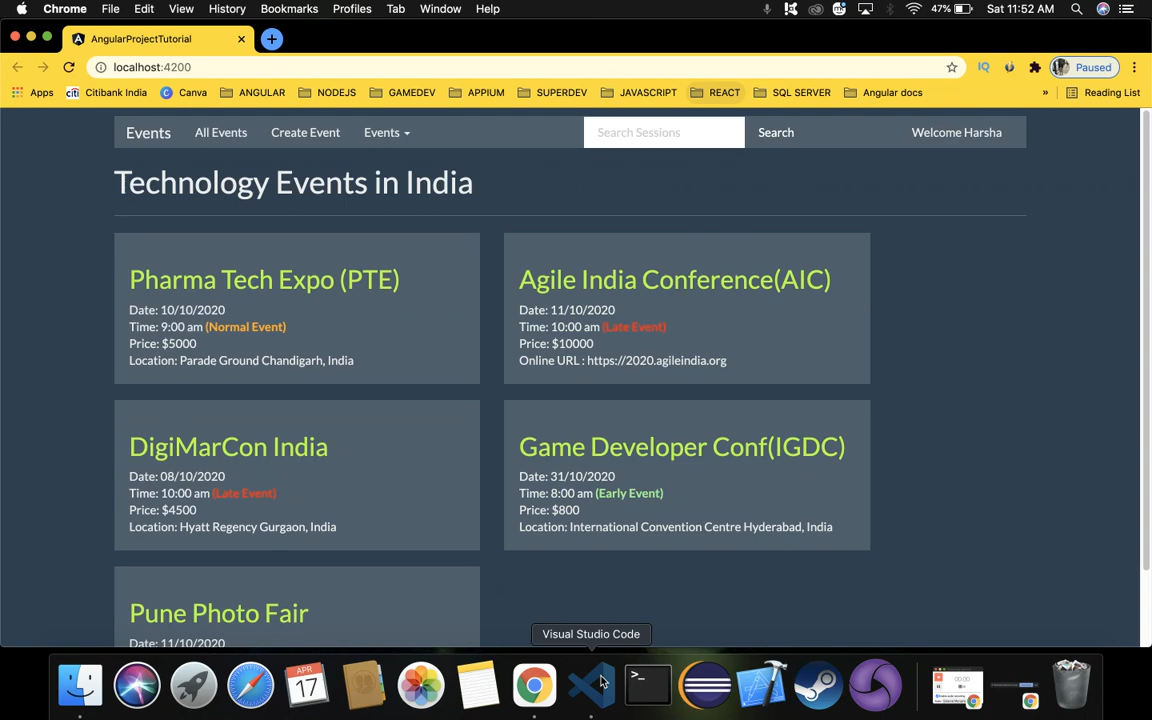 Chrome File Edit View History Bookmarks Profiles Tab Window Help 47% Sat 11:52 AM
AngularProjectTutorial
localhost:4200 IQ Paused
Apps citi Citibank India Canva ANGULAR NODEJS GAMEDEV APPIUM SUPERDEV JAVASCRIPT REACT SQL SERVER Angular docs » Reading List
Events All Events Create Event Events Search Sessions Search Welcome Harsha
Technology Events in India
Pharma Tech Expo (PTE)
Date: 10/10/2020
Time: 9:00 am (Normal Event)
Price: $5000
Location: Parade Ground Chandigarh, India
Agile India Conference(AIC)
Date: 11/10/2020
Time: 10:00 am (Late Event)
Price: $10000
Online URL : https://2020.agileindia.org
DigiMarCon India
Date: 08/10/2020
Time: 10:00 am (Late Event)
Price: $4500
Location: Hyatt Regency Gurgaon, India
Game Developer Conf(IGDC)
Date: 31/10/2020
Time: 8:00 am (Early Event)
Price: $800
Location: International Convention Centre Hyderabad, India
Pune Photo Fair
Date: 11/10/2020
Visual Studio Code
APR
17
>_
00:00